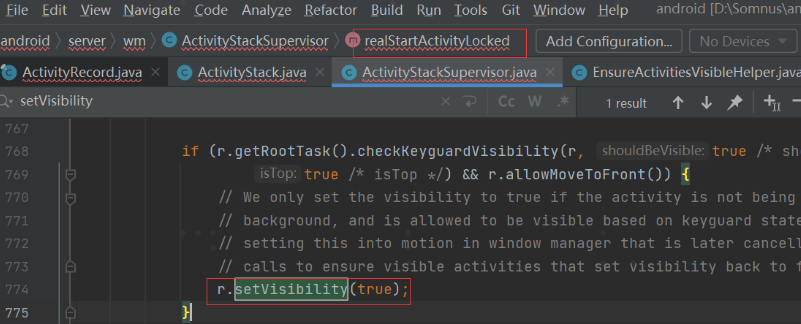 File Edit View Navigate Code Analyze Refactor Build Run Tools Git Window Help android [D:\Somnus\an
android server wm ActivityStackSupervisor realStartActivityLocked Add Configuration... No Devices
ActivityRecord.java ActivityStack.java ActivityStackSupervisor.java EnsureActivitiesVisibleHelper.java
setVisibility Cc W .* 1 result
767
768 if (r.getRootTask().checkKeyguardVisibility(r, shouldBeVisible: true /* sh
769 isTop: true /* isTop */) && r.allowMoveToFront()) {
770 // We only set the visibility to true if the activity is not being
771 // background, and is allowed to be visible based on keyguard state
772 // setting this into motion in window manager that is later cancell
773 // calls to ensure visible activities that set visibility back to f
774 r.setVisibility(true);
775 }